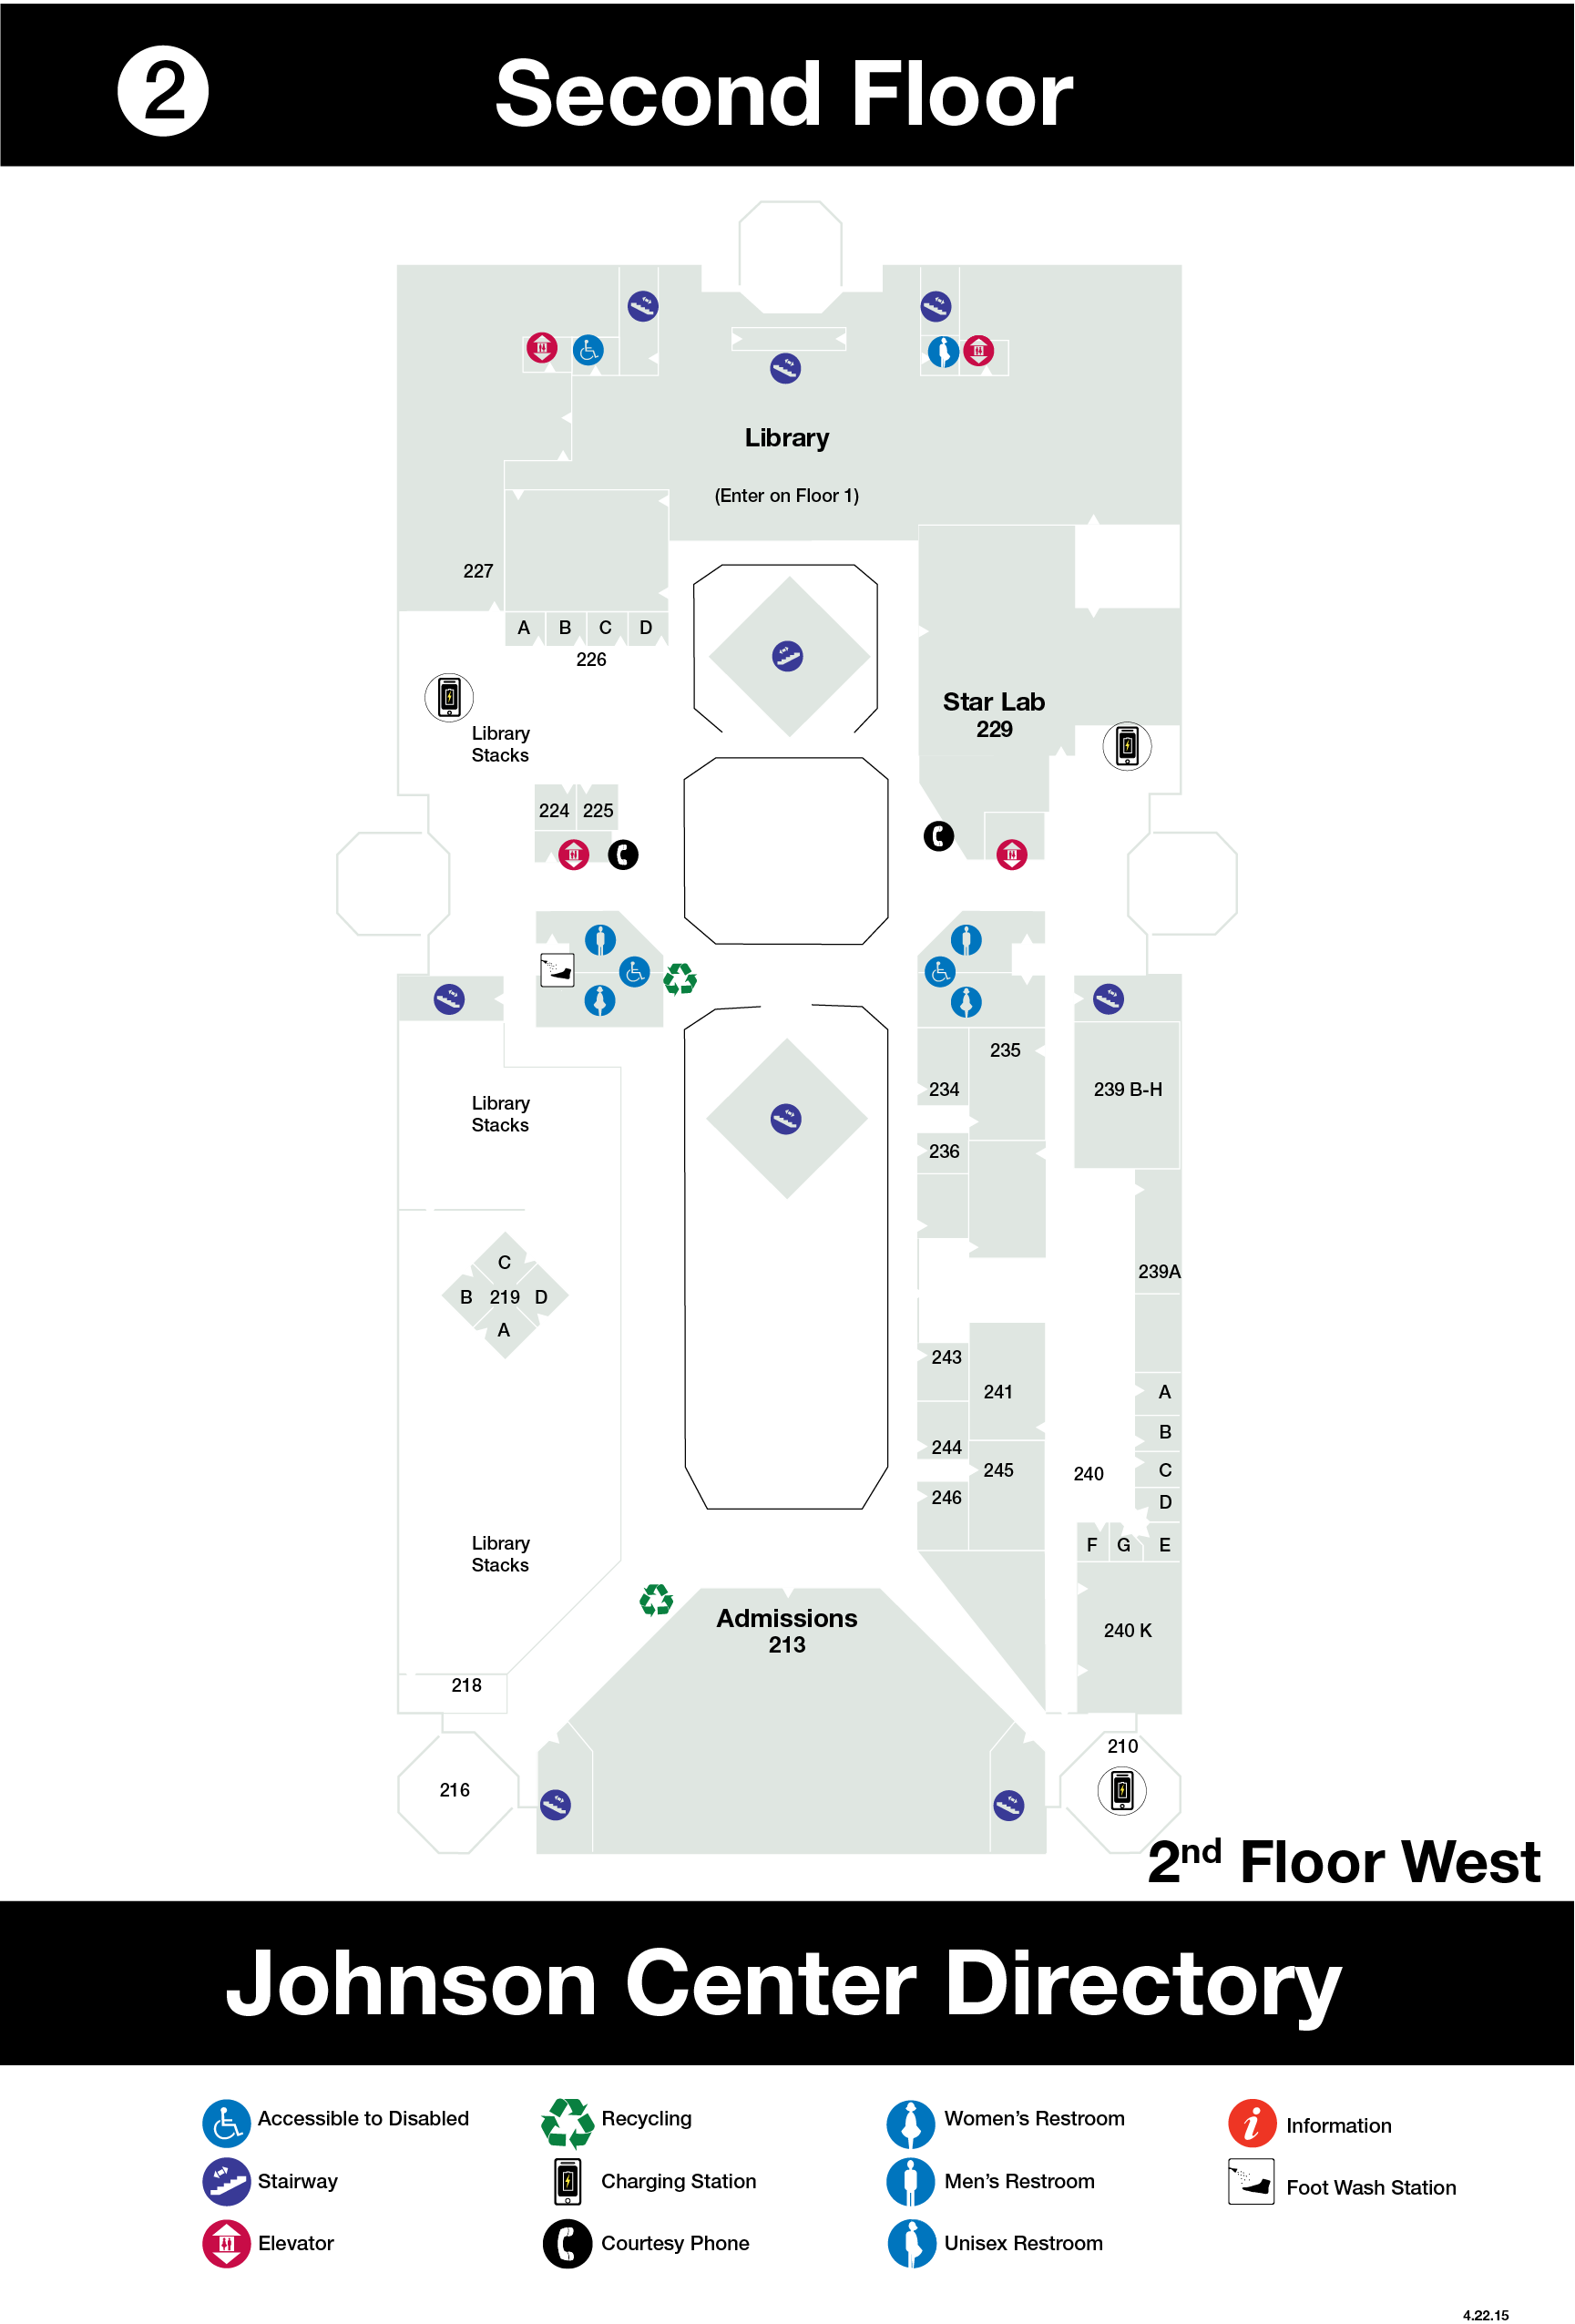 2 Second Floor
Library
(Enter on Floor 1)
227
A B C D
226
Star Lab
229
Library
Stacks
224 225
235
234
239 B-H
Library
Stacks
236
C
B 219 D
A
239A
243
241
A
B
244
245
240
C
246
D
Library
Stacks
F G E
Admissions
213
240 K
218
210
216
2nd Floor West
Johnson Center Directory
Accessible to Disabled
Recycling
Women's Restroom
Information
Stairway
Charging Station
Men's Restroom
Foot Wash Station
Elevator
Courtesy Phone
Unisex Restroom
4.22.15